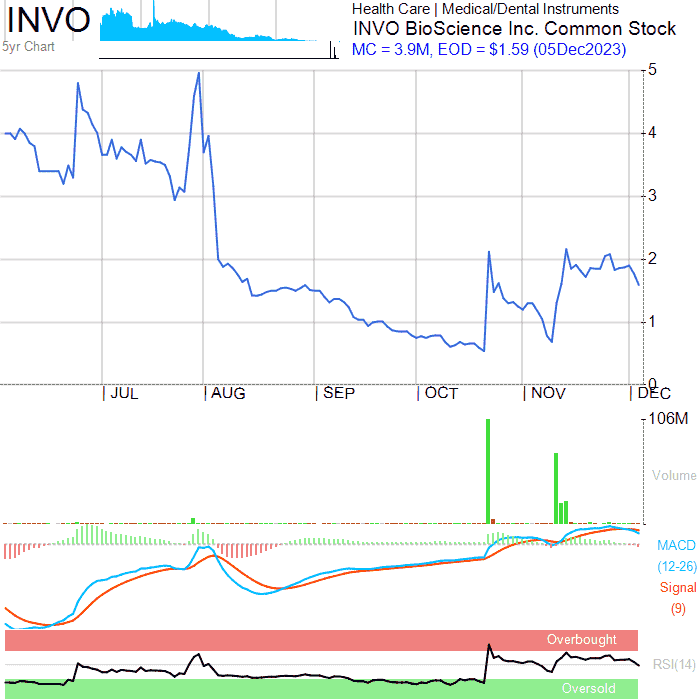 INVO
5yr Chart
Health Care | Medical/Dental Instruments
INVO BioScience Inc. Common Stock
MC = 3.9M, EOD = $1.59 (05Dec2023)
5
4
3
2
1
0
| JUL | AUG | SEP | OCT | NOV | DEC
106M
Volume
MACD
(12-26)
Signal
(9)
Overbought
RSI(14)
Oversold